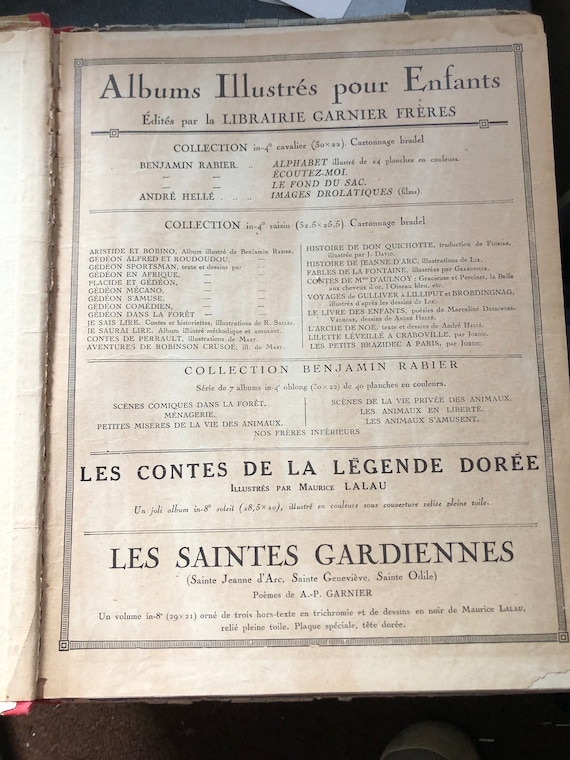 Albums Illustrés pour Enfants
Édités par la LIBRAIRIE GARNIER FRÈRES
COLLECTION in-4° cavalier (30×22). Cartonnage bradel
BENJAMIN RABIER. .. ALPHABET illustré de 24 planches en couleurs.
— — ÉCOUTEZ-MOI.
— — LE FOND DU SAC.
ANDRÉ HELLÉ . . .. IMAGES DROLATIQUES (films).
COLLECTION in-4° raisin (32.5×25,5). Cartonnage bradel
ARISTIDE ET BOBINO, Album illustré de Benjamin RABIER.
GÉDÉON ALFRED ET ROUDOUDOU, — —
GÉDÉON SPORTSMAN, texte et dessins par — —
GÉDÉON EN AFRIQUE, — —
PLACIDE ET GÉDÉON, — —
GÉDÉON MÉCANO, — —
GÉDÉON S'AMUSE, — —
GÉDÉON COMÉDIEN, — —
GÉDÉON DANS LA FORÊT — —
JE SAIS LIRE. Contes et historiettes, illustrations de R. SALLÈS.
JE SAURAI LIRE. Album illustré méthodique et amusant.
CONTES DE PERRAULT, illustrations de MARY.
AVENTURES DE ROBINSON CRUSOÉ, ill. de MARY.
HISTOIRE DE DON QUICHOTTE, traduction de FLORIAN,
illustrée par J. DAVID.
HISTOIRE DE JEANNE D'ARC, illustrations de LIX.
FABLES DE LA FONTAINE, illustrées par GRANDVILLE.
CONTES DE Mme D'AULNOY : Gracieuse et Percinet, la Belle
aux cheveux d'or, l'Oiseau bleu, etc.
VOYAGES DE GULLIVER À LILLIPUT ET BROBDINGNAG,
illustrés d'après les dessins de LIX.
LE LIVRE DES ENFANTS, poésies de Marceline DESBORDES-
VALMORE, dessins de ANDRÉ HELLÉ.
L'ARCHE DE NOÉ, texte et dessins de André HELLÉ.
LILETTE LÉVEILLÉ A CRABOVILLE, par JORDIC.
LES PETITS BRAZIDEC A PARIS, par JORDIC.
COLLECTION BENJAMIN RABIER
Série de 7 albums in-4° oblong (30×22) de 40 planches en couleurs.
SCÈNES COMIQUES DANS LA FORÊT.
MÉNAGERIE.
PETITES MISÈRES DE LA VIE DES ANIMAUX.
SCÈNES DE LA VIE PRIVÉE DES ANIMAUX.
LES ANIMAUX EN LIBERTÉ.
LES ANIMAUX S'AMUSENT.
NOS FRÈRES INFÉRIEURS
LES CONTES DE LA LÉGENDE DORÉE
ILLUSTRÉS PAR MAURICE LALAU
Un joli album in-8° soleil (28,5×20), illustré en couleurs sous couverture reliée pleine toile.
LES SAINTES GARDIENNES
(Sainte Jeanne d'Arc, Sainte Geneviève, Sainte Odile)
Poèmes de A.-P. GARNIER
Un volume in-8° (29×21) orné de trois hors-texte en trichromie et de dessins en noir de Maurice LALAU,
relié pleine toile. Plaque spéciale, tête dorée.